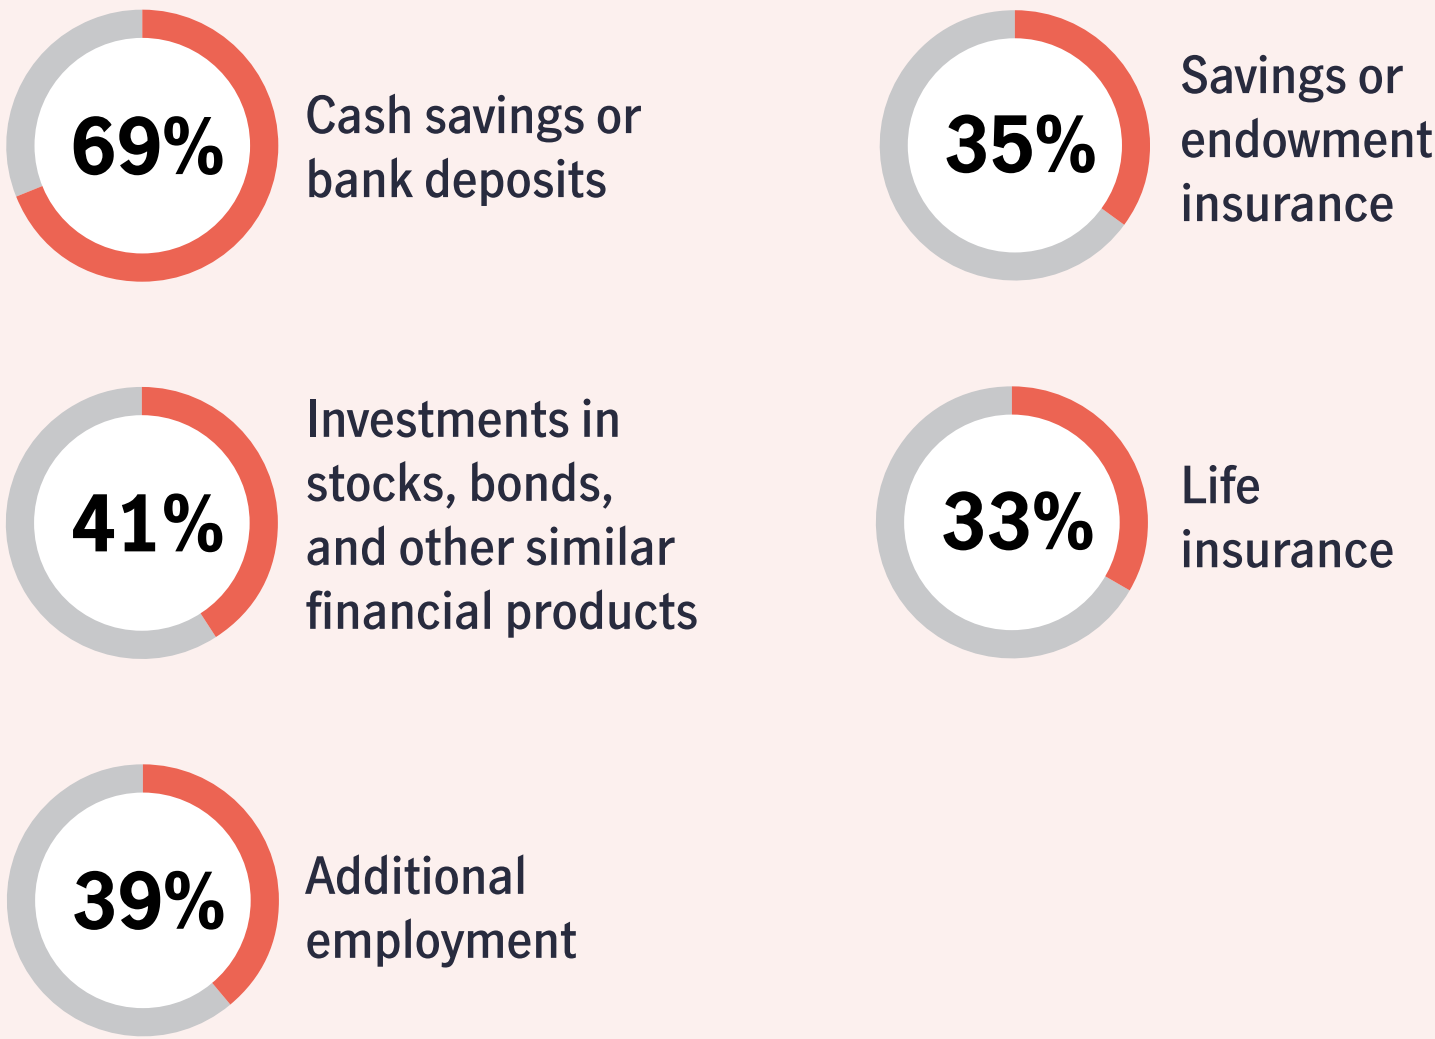 69%
Cash savings or
bank deposits
41%
Investments in
stocks, bonds,
and other similar
financial products
39%
Additional
employment
35%
Savings or
endowment
insurance
33%
Life
insurance